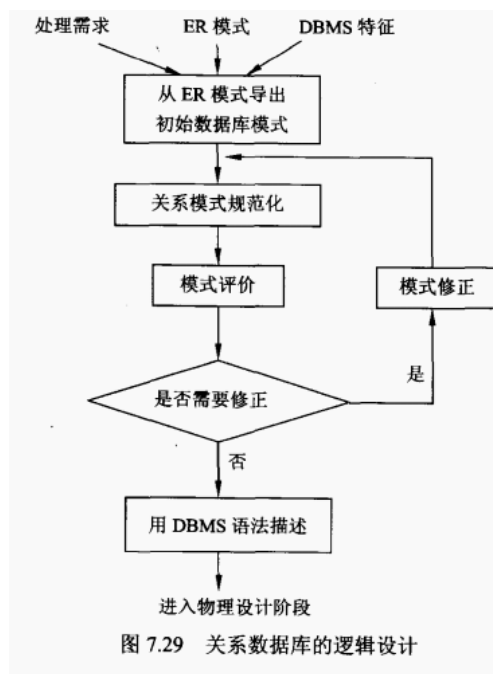 处理需求 ER 模式 DBMS 特征
从 ER 模式导出
初始数据库模式
关系模式规范化
模式评价
模式修正
是否需要修正
是
否
用 DBMS 语法描述
进入物理设计阶段
图 7.29 关系数据库的逻辑设计